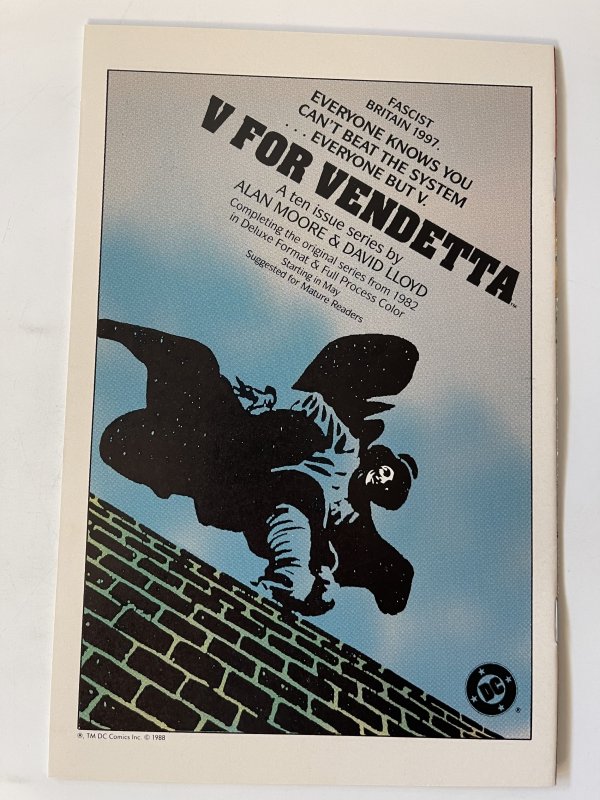 FASCIST
BRITAIN 1997.
EVERYONE KNOWS YOU
CAN'T BEAT THE SYSTEM
. . . EVERYONE BUT V.
V FOR VENDETTA™
A ten issue series by
ALAN MOORE & DAVID LLOYD
Completing the original series from 1982
in Deluxe Format & Full Process Color
Starting in May
Suggested for Mature Readers
DC ®
®, TM DC Comics Inc. © 1988